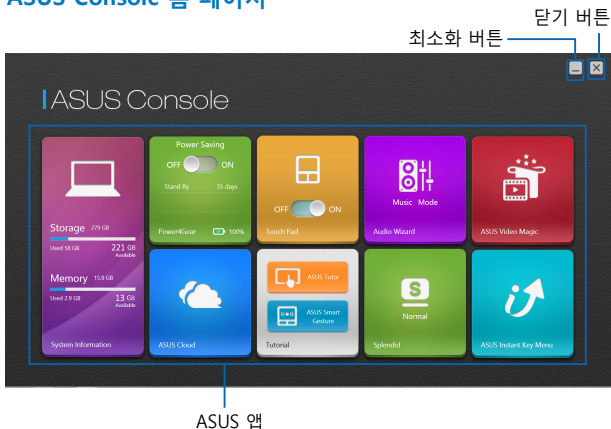 ASUS Console 홈 페이지
닫기 버튼
최소화 버튼
ASUS Console
Storage 279 GB
Used 58 GB 221 GB
Available
Memory 15.9 GB
Used 2.9 GB 13 GB
Available
System Information
Power Saving
OFF ON
Stand By 35 days
Power4Gear 100%
OFF ON
Touch Pad
Music Mode
Audio Wizard
ASUS Video Magic
ASUS Cloud
ASUS Tutor
ASUS Smart
Gesture
Tutorial
S
Normal
Splendid
ASUS Instant Key Menu
ASUS 앱